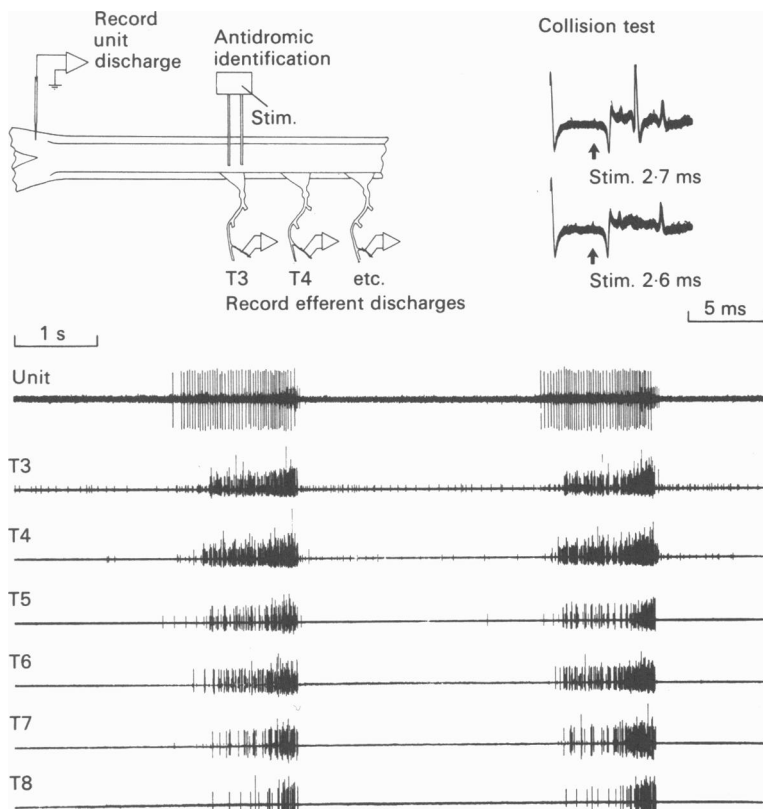 Record
unit
discharge
Antidromic
identification
Stim.
Collision test
Stim. 2·7 ms
Stim. 2·6 ms
T3 T4 etc.
Record efferent discharges
5 ms
1 s
Unit
T3
T4
T5
T6
T7
T8